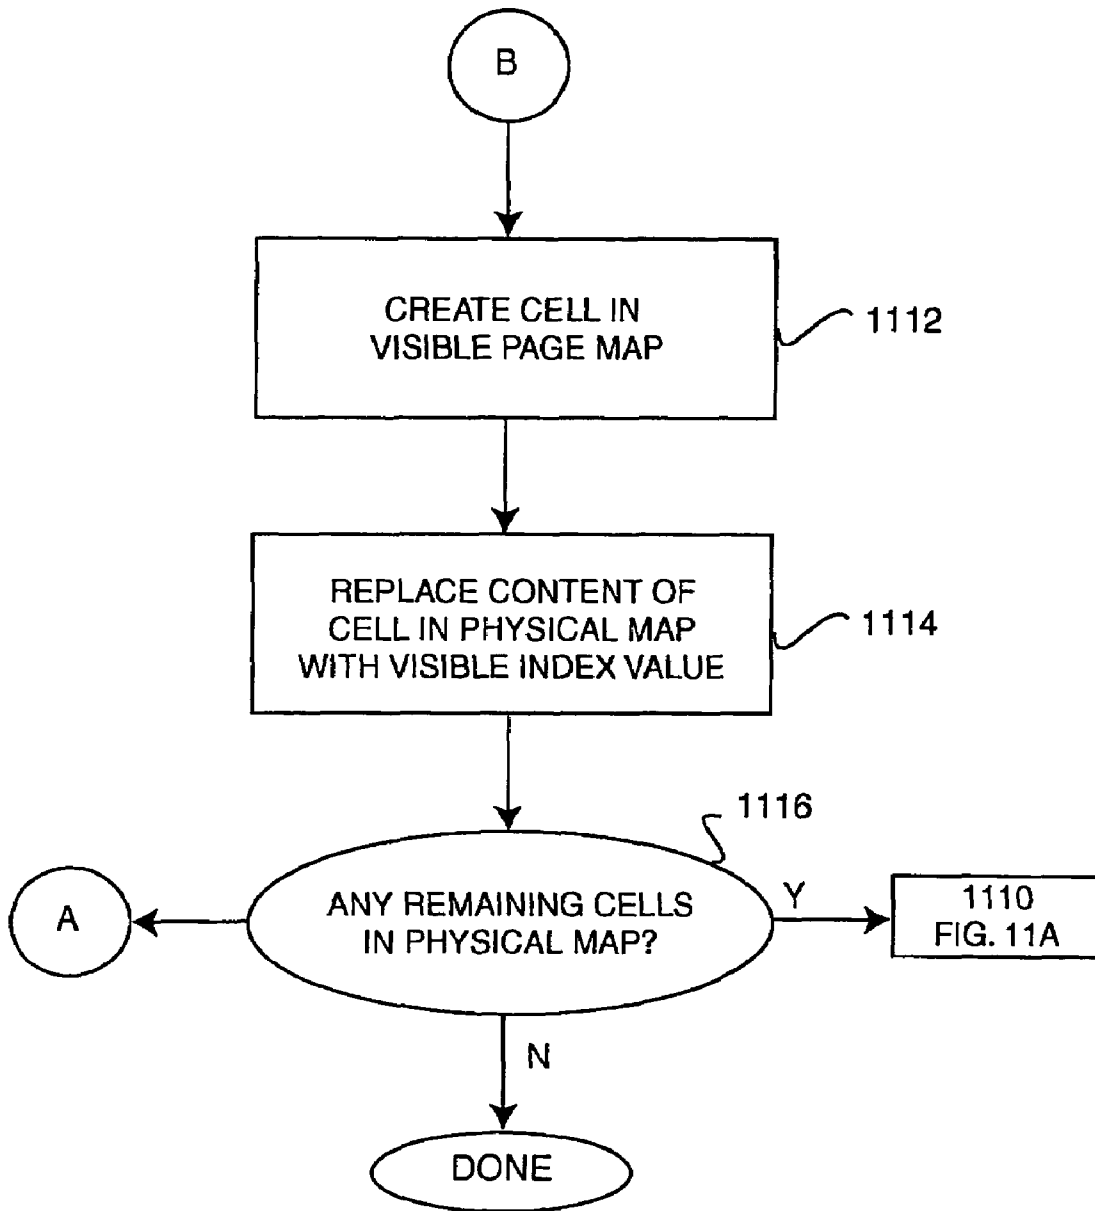 B
CREATE CELL IN
VISIBLE PAGE MAP
1112
REPLACE CONTENT OF
CELL IN PHYSICAL MAP
WITH VISIBLE INDEX VALUE
1114
1116
A
ANY REMAINING CELLS
IN PHYSICAL MAP?
Y
1110
FIG. 11A
N
DONE